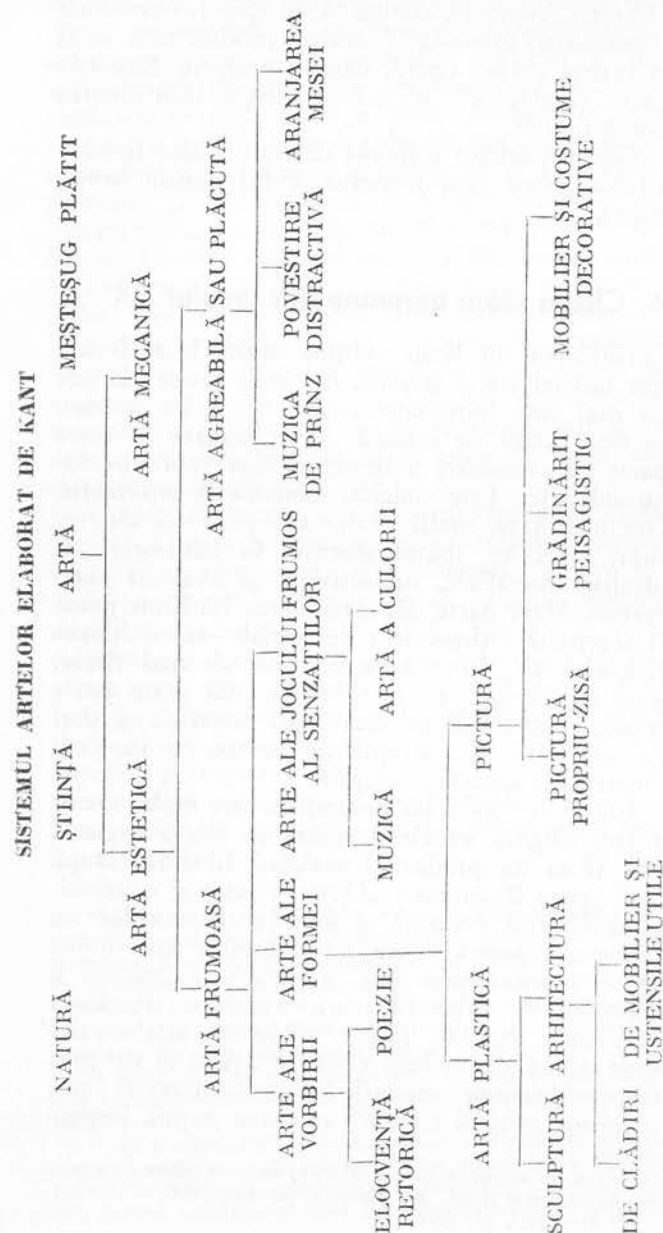 SISTEMUL ARTELOR ELABORAT DE KANT
NATURĂ ȘTIINȚĂ ARTĂ MEȘTEȘUG PLĂTIT
ARTĂ ESTETICĂ ARTĂ MECANICĂ
ARTĂ FRUMOASĂ ARTĂ AGREABILĂ SAU PLĂCUTĂ
ARTE ALE ARTE ALE ARTE ALE JOCULUI FRUMOS MUZICA POVESTIRE ARANJAREA
VORBIRII FORMEI AL SENZAȚIILOR DE PRÎNZ DISTRACTIVĂ MESEI
ELOCVENȚĂ POEZIE MUZICĂ ARTĂ A CULORII
RETORICĂ
ARTĂ PLASTICĂ PICTURĂ
SCULPTURĂ ARHITECTURĂ PICTURĂ GRĂDINĂRIT MOBILIER ȘI COSTUME
PROPRIU-ZISĂ PEISAGISTIC DECORATIVE
DE CLĂDIRI DE MOBILIER ȘI
USTENSILE UTILE